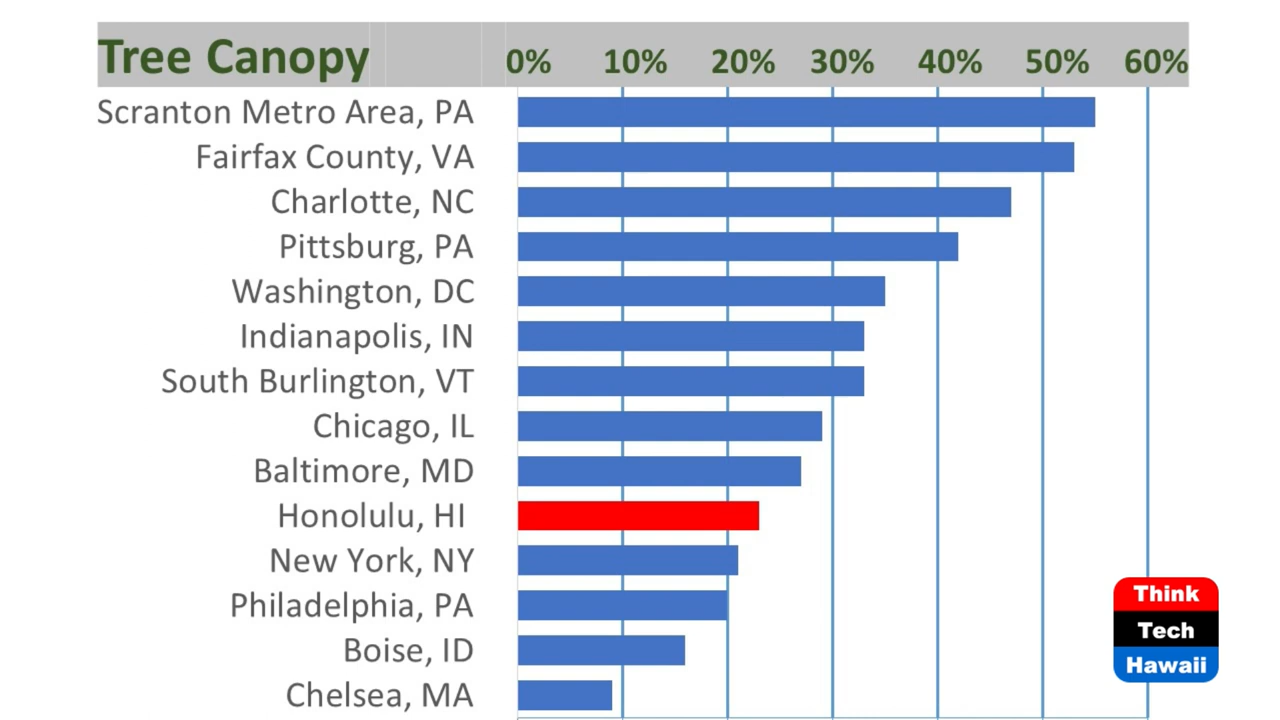 Tree Canopy 0% 10% 20% 30% 40% 50% 60%
Scranton Metro Area, PA
Fairfax County, VA
Charlotte, NC
Pittsburg, PA
Washington, DC
Indianapolis, IN
South Burlington, VT
Chicago, IL
Baltimore, MD
Honolulu, HI
New York, NY
Philadelphia, PA
Boise, ID
Chelsea, MA
Think
Tech
Hawaii